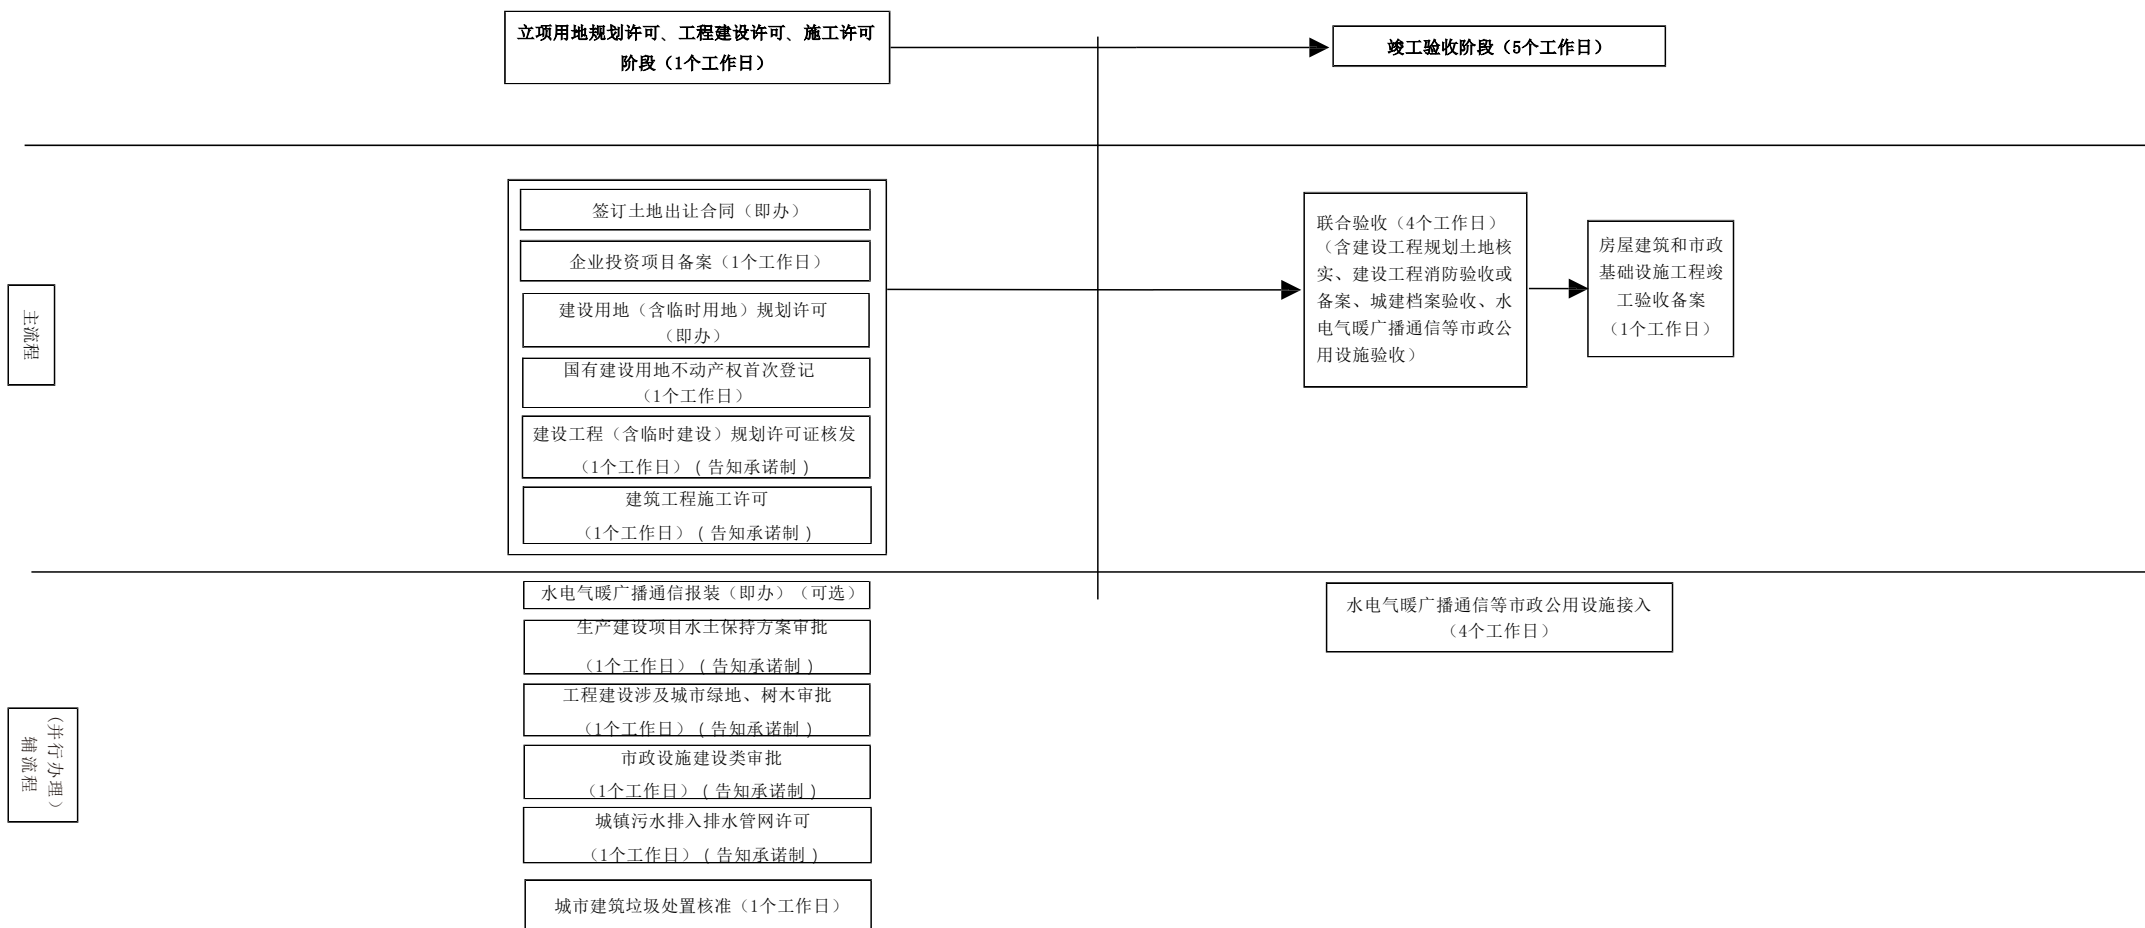 立项用地规划许可、工程建设许可、施工许可
阶段（1个工作日）
竣工验收阶段（5个工作日）
主流程
签订土地出让合同（即办）
企业投资项目备案（1个工作日）
建设用地（含临时用地）规划许可
（即办）
国有建设用地不动产权首次登记
（1个工作日）
建设工程（含临时建设）规划许可证核发
（1个工作日）(告知承诺制)
建筑工程施工许可
（1个工作日）(告知承诺制)
联合验收（4个工作日）
（含建设工程规划土地核
实、建设工程消防验收或
备案、城建档案验收、水
电气暖广播通信等市政公
用设施验收）
房屋建筑和市政
基础设施工程竣
工验收备案
（1个工作日）
(并行办理）
辅流程
水电气暖广播通信报装（即办）（可选）
生产建设项目水土保持方案审批
（1个工作日）(告知承诺制)
工程建设涉及城市绿地、树木审批
（1个工作日）(告知承诺制)
市政设施建设类审批
（1个工作日）(告知承诺制)
城镇污水排入排水管网许可
（1个工作日）(告知承诺制)
城市建筑垃圾处置核准（1个工作日）
水电气暖广播通信等市政公用设施接入
（4个工作日）